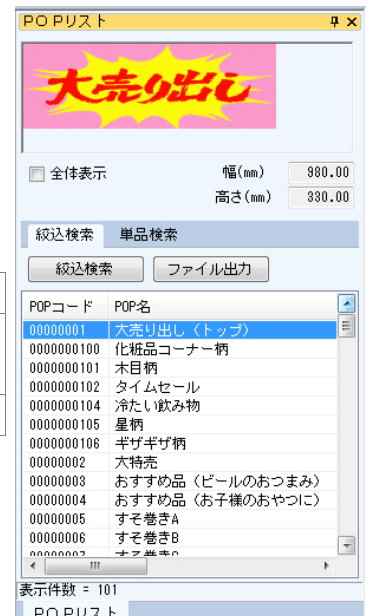 POPリスト
大売り出し
全体表示
幅(mm) 980.00
高さ(mm) 330.00
絞込検索 単品検索
絞込検索 ファイル出力
POPコード POP名
00000001 大売り出し（トップ）
0000000100 化粧品コーナー柄
0000000101 木目柄
0000000102 タイムセール
0000000104 冷たい飲み物
0000000105 星柄
0000000106 ギザギザ柄
00000002 大特売
00000003 おすすめ品（ビールのおつまみ）
00000004 おすすめ品（お子様のおやつに）
00000005 すそ巻きA
00000006 すそ巻きB
00000007 すそ巻きC
表示件数 = 101
POPリスト